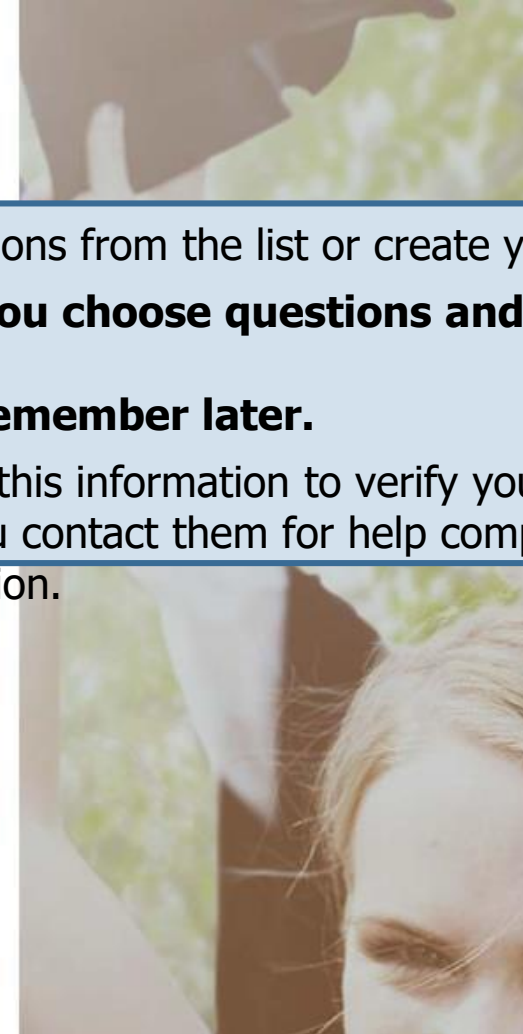 ons from the list or create y
ou choose questions and
emember later.
this information to verify you
u contact them for help comp
ion.